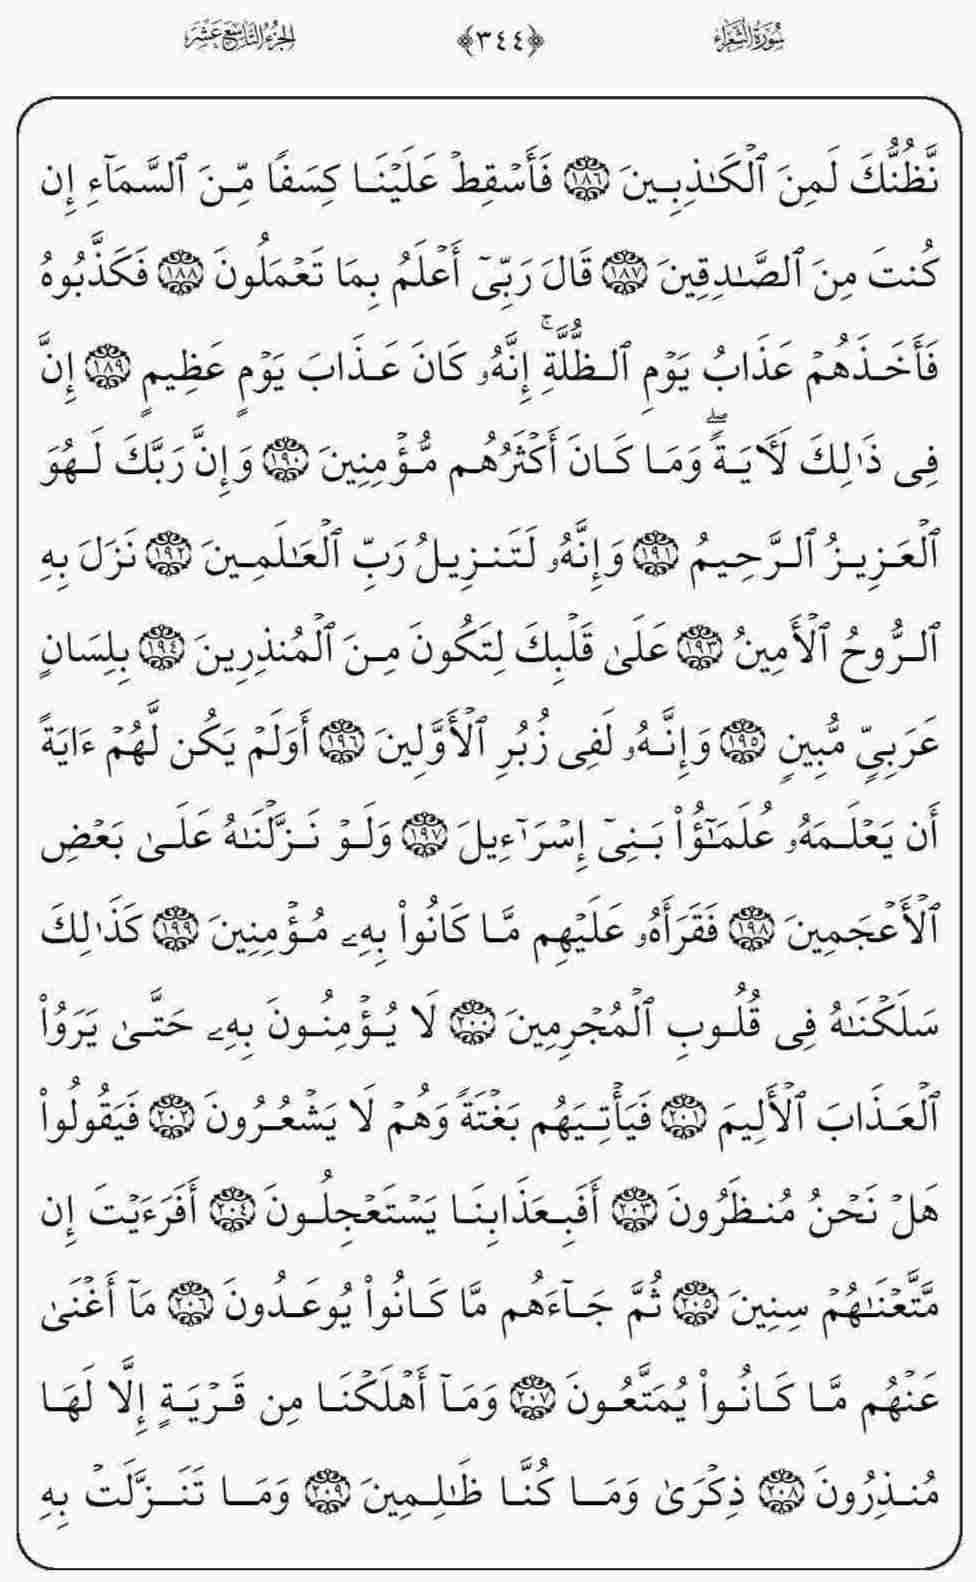 سُورَةُ الشُّعَرَاءِ ﴿٣٤٤﴾ الجُزْءُ التَّاسِعَ عَشَرَ
نَّظُنُّكَ لَمِنَ ٱلۡكَٰذِبِينَ ١٨٦ فَأَسۡقِطۡ عَلَيۡنَا كِسَفًا مِّنَ ٱلسَّمَآءِ إِن
كُنتَ مِنَ ٱلصَّٰدِقِينَ ١٨٧ قَالَ رَبِّىٓ أَعۡلَمُ بِمَا تَعۡمَلُونَ ١٨٨ فَكَذَّبُوهُ
فَأَخَذَهُمۡ عَذَابُ يَوۡمِ ٱلظُّلَّةِۚ إِنَّهُۥ كَانَ عَذَابَ يَوۡمٍ عَظِيمٍ ١٨٩ إِنَّ
فِى ذَٰلِكَ لَأٓيَةًۖ وَمَا كَانَ أَكۡثَرُهُم مُّؤۡمِنِينَ ١٩٠ وَإِنَّ رَبَّكَ لَهُوَ
ٱلۡعَزِيزُ ٱلرَّحِيمُ ١٩١ وَإِنَّهُۥ لَتَنزِيلُ رَبِّ ٱلۡعَٰلَمِينَ ١٩٢ نَزَلَ بِهِ
ٱلرُّوحُ ٱلۡأَمِينُ ١٩٣ عَلَىٰ قَلۡبِكَ لِتَكُونَ مِنَ ٱلۡمُنذِرِينَ ١٩٤ بِلِسَانٍ
عَرَبِىٍّ مُّبِينٍ ١٩٥ وَإِنَّهُۥ لَفِى زُبُرِ ٱلۡأَوَّلِينَ ١٩٦ أَوَلَمۡ يَكُن لَّهُمۡ ءَايَةً
أَن يَعۡلَمَهُۥ عُلَمَٰٓؤُاْ بَنِىٓ إِسۡرَٰٓءِيلَ ١٩٧ وَلَوۡ نَزَّلۡنَٰهُ عَلَىٰ بَعۡضِ
ٱلۡأَعۡجَمِينَ ١٩٨ فَقَرَأَهُۥ عَلَيۡهِم مَّا كَانُواْ بِهِۦ مُؤۡمِنِينَ ١٩٩ كَذَٰلِكَ
سَلَكۡنَٰهُ فِى قُلُوبِ ٱلۡمُجۡرِمِينَ ٢٠٠ لَا يُؤۡمِنُونَ بِهِۦ حَتَّىٰ يَرَوُاْ
ٱلۡعَذَابَ ٱلۡأَلِيمَ ٢٠١ فَيَأۡتِيَهُم بَغۡتَةً وَهُمۡ لَا يَشۡعُرُونَ ٢٠٢ فَيَقُولُواْ
هَلۡ نَحۡنُ مُنظَرُونَ ٢٠٣ أَفَبِعَذَابِنَا يَسۡتَعۡجِلُونَ ٢٠٤ أَفَرَءَيۡتَ إِن
مَّتَّعۡنَٰهُمۡ سِنِينَ ٢٠٥ ثُمَّ جَآءَهُم مَّا كَانُواْ يُوعَدُونَ ٢٠٦ مَآ أَغۡنَىٰ
عَنۡهُم مَّا كَانُواْ يُمَتَّعُونَ ٢٠٧ وَمَآ أَهۡلَكۡنَا مِن قَرۡيَةٍ إِلَّا لَهَا
مُنذِرُونَ ٢٠٨ ذِكۡرَىٰ وَمَا كُنَّا ظَٰلِمِينَ ٢٠٩ وَمَا تَنَزَّلَتۡ بِهِ